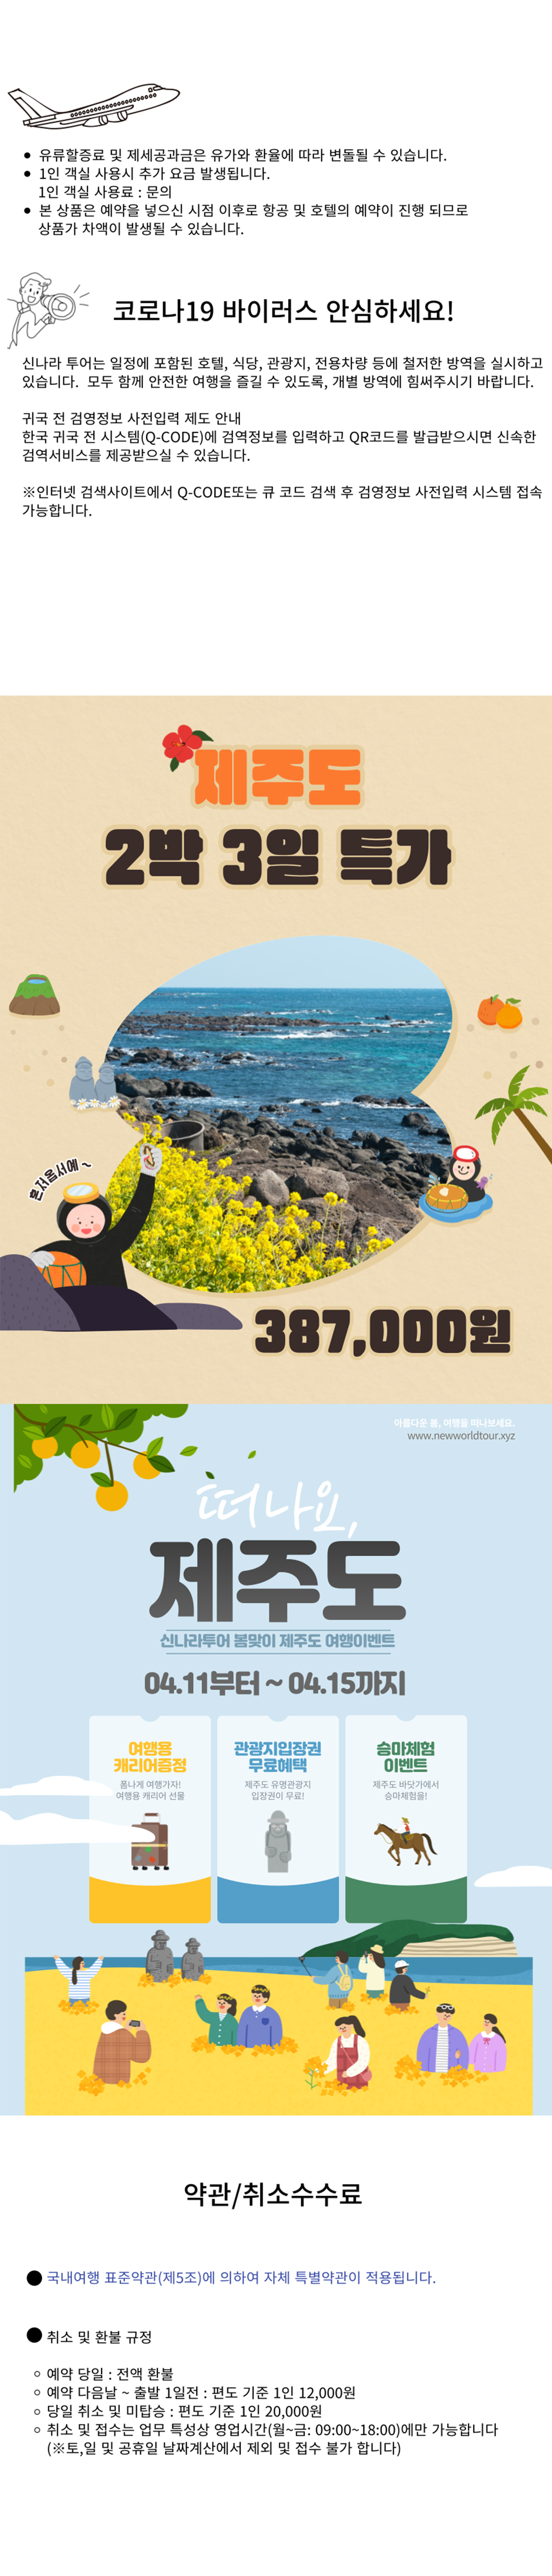 유류할증료 및 제세공과금은 유가와 환율에 따라 변돌될 수 있습니다.
1인 객실 사용시 추가 요금 발생됩니다.
1인 객실 사용료 : 문의
본 상품은 예약을 넣으신 시점 이후로 항공 및 호텔의 예약이 진행 되므로
상품가 차액이 발생될 수 있습니다.
코로나19 바이러스 안심하세요!
신나라 투어는 일정에 포함된 호텔, 식당, 관광지, 전용차량 등에 철저한 방역을 실시하고
있습니다. 모두 함께 안전한 여행을 즐길 수 있도록, 개별 방역에 힘써주시기 바랍니다.
귀국 전 검영정보 사전입력 제도 안내
한국 귀국 전 시스템(Q-CODE)에 검역정보를 입력하고 QR코드를 발급받으시면 신속한
검역서비스를 제공받으실 수 있습니다.
※인터넷 검색사이트에서 Q-CODE또는 큐 코드 검색 후 검영정보 사전입력 시스템 접속
가능합니다.
제주도
2박 3일 특가
혼저옵서예~
387,000원
아름다운 봄, 여행을 떠나보세요.
www.newworldtour.xyz
떠나요,
제주도
신나라투어 봄맞이 제주도 여행이벤트
04.11부터 ~ 04.15까지
여행용
캐리어증정
폼나게 여행가자!
여행용 캐리어 선물
관광지입장권
무료혜택
제주도 유명관광지
입장권이 무료!
승마체험
이벤트
제주도 바닷가에서
승마체험을!
약관/취소수수료
국내여행 표준약관(제5조)에 의하여 자체 특별약관이 적용됩니다.
취소 및 환불 규정
예약 당일 : 전액 환불
예약 다음날 ~ 출발 1일전 : 편도 기준 1인 12,000원
당일 취소 및 미탑승 : 편도 기준 1인 20,000원
취소 및 접수는 업무 특성상 영업시간(월~금: 09:00~18:00)에만 가능합니다
(※토,일 및 공휴일 날짜계산에서 제외 및 접수 불가 합니다)